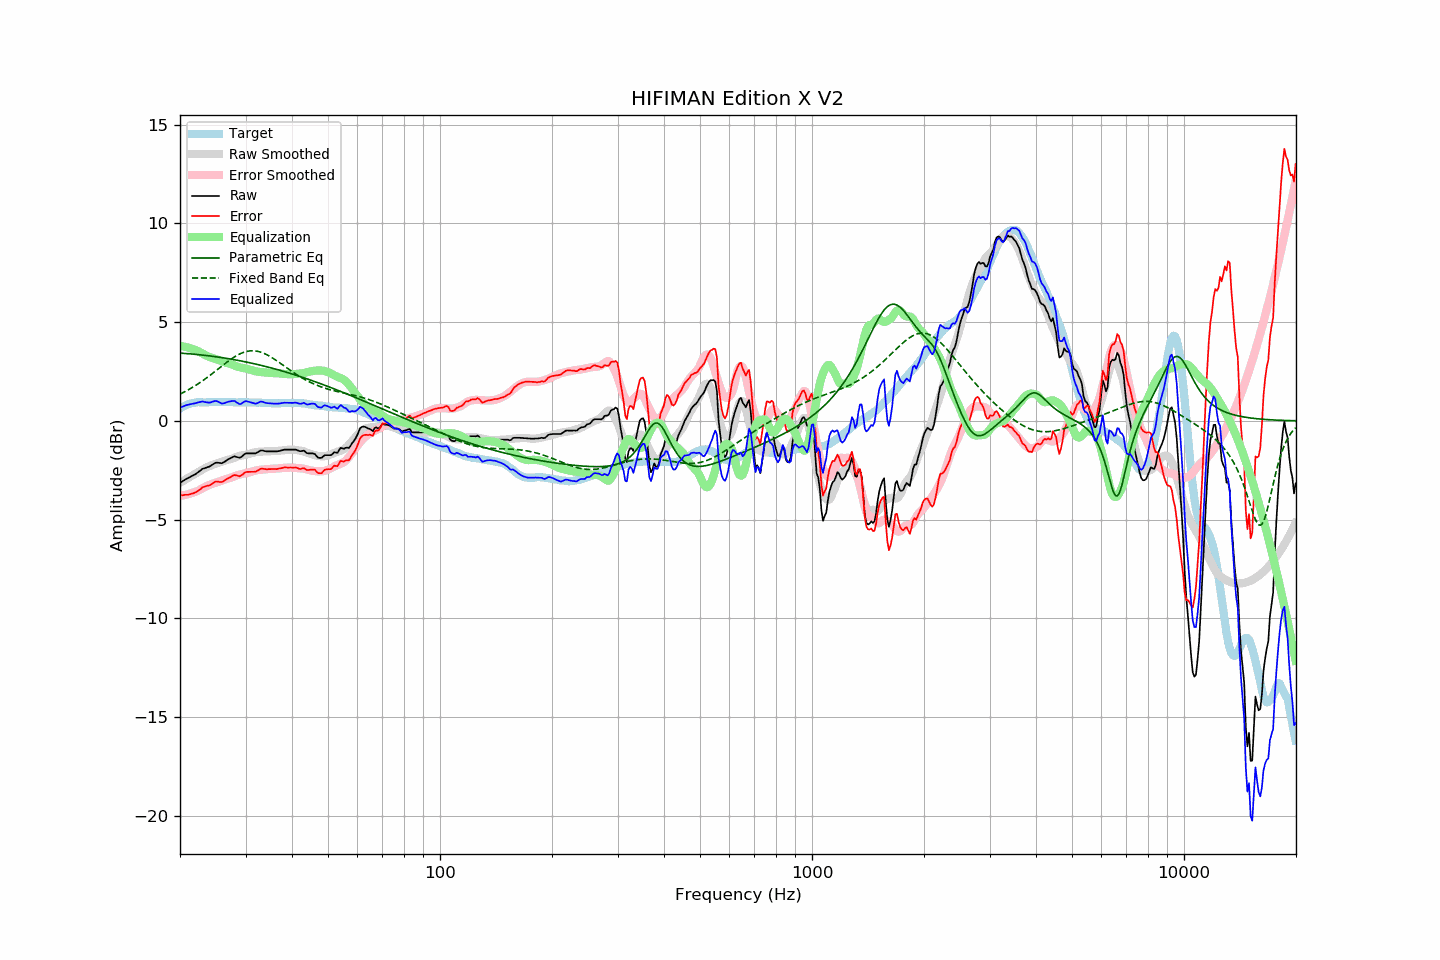 HIFIMAN Edition X V2
15
10
5
0
−5
−10
−15
−20
Amplitude (dBr)
Target
Raw Smoothed
Error Smoothed
Raw
Error
Equalization
Parametric Eq
Fixed Band Eq
Equalized
100
1000
10000
Frequency (Hz)